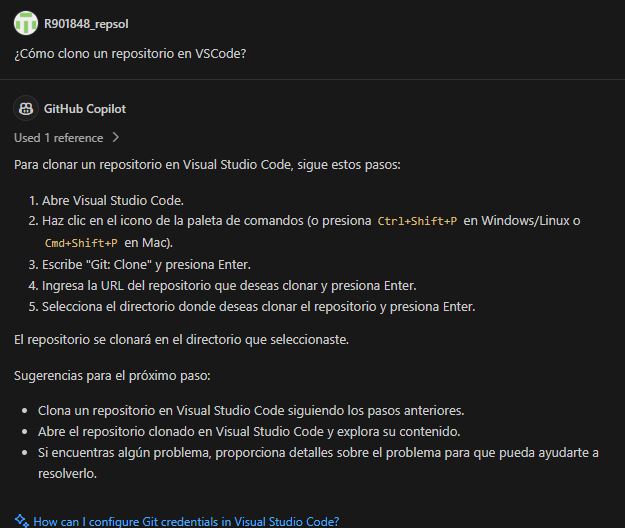 R901848_repsol
¿Cómo clono un repositorio en VSCode?
GitHub Copilot
Used 1 reference
Para clonar un repositorio en Visual Studio Code, sigue estos pasos:
1. Abre Visual Studio Code.
2. Haz clic en el icono de la paleta de comandos (o presiona Ctrl+Shift+P en Windows/Linux o
Cmd+Shift+P en Mac).
3. Escribe "Git: Clone" y presiona Enter.
4. Ingresa la URL del repositorio que deseas clonar y presiona Enter.
5. Selecciona el directorio donde deseas clonar el repositorio y presiona Enter.
El repositorio se clonará en el directorio que seleccionaste.
Sugerencias para el próximo paso:
• Clona un repositorio en Visual Studio Code siguiendo los pasos anteriores.
• Abre el repositorio clonado en Visual Studio Code y explora su contenido.
• Si encuentras algún problema, proporciona detalles sobre el problema para que pueda ayudarte a
resolverlo.
How can I configure Git credentials in Visual Studio Code?